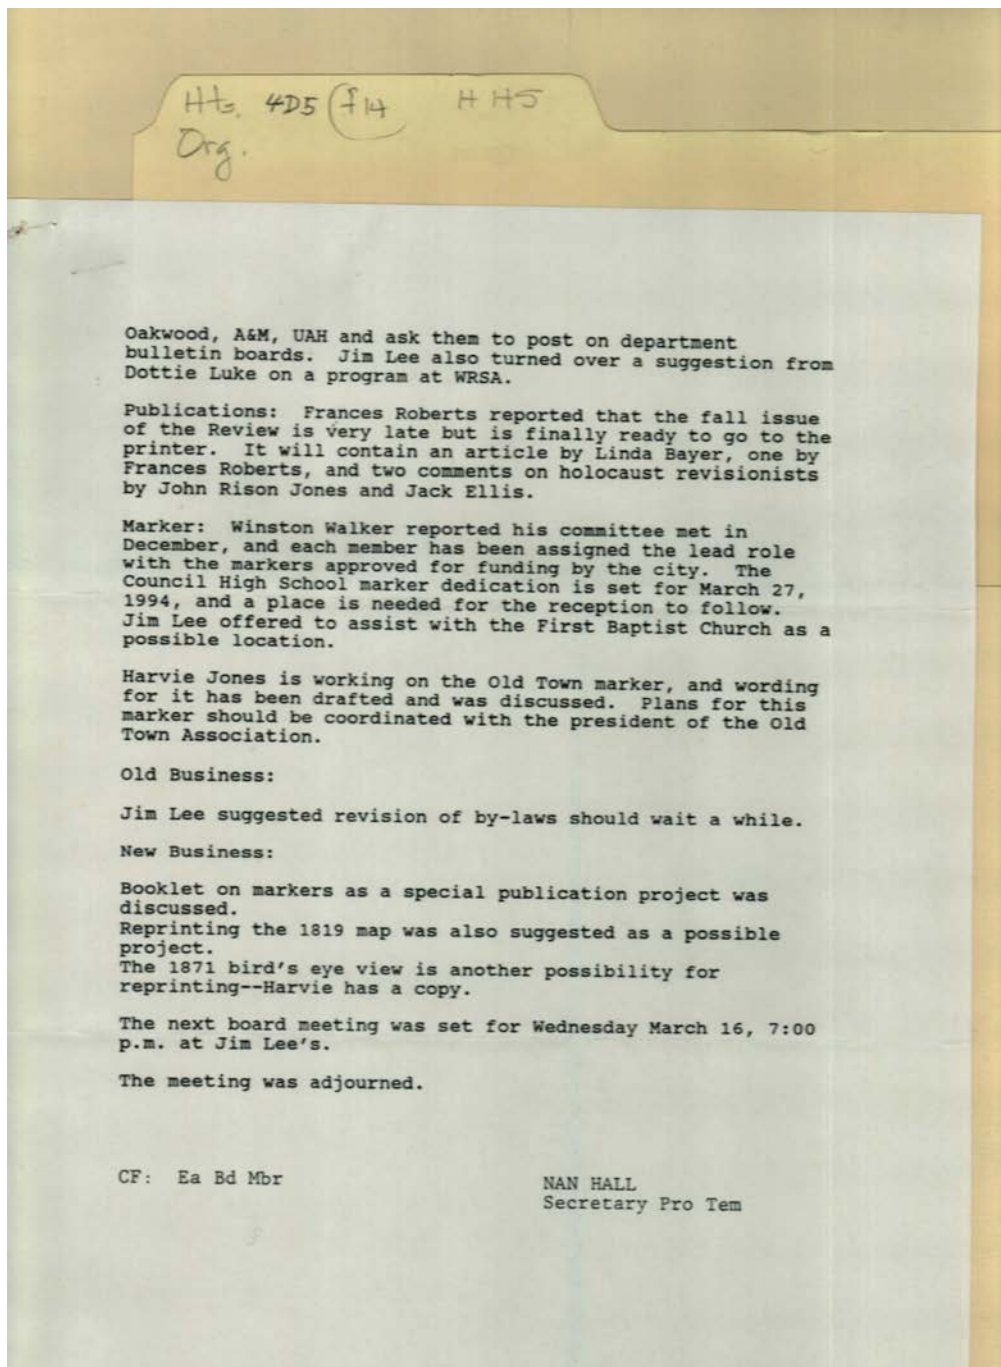 Hts. 4D5 (f14 HHS
Org.
Oakwood, A&M, UAH and ask them to post on department
bulletin boards.  Jim Lee also turned over a suggestion from
Dottie Luke on a program at WRSA.
Publications:  Frances Roberts reported that the fall issue
of the Review is very late but is finally ready to go to the
printer.  It will contain an article by Linda Bayer, one by
Frances Roberts, and two comments on holocaust revisionists
by John Rison Jones and Jack Ellis.
Marker:  Winston Walker reported his committee met in
December, and each member has been assigned the lead role
with the markers approved for funding by the city.  The
Council High School marker dedication is set for March 27,
1994, and a place is needed for the reception to follow.
Jim Lee offered to assist with the First Baptist Church as a
possible location.
Harvie Jones is working on the Old Town marker, and wording
for it has been drafted and was discussed.  Plans for this
marker should be coordinated with the president of the Old
Town Association.
Old Business:
Jim Lee suggested revision of by-laws should wait a while.
New Business:
Booklet on markers as a special publication project was
discussed.
Reprinting the 1819 map was also suggested as a possible
project.
The 1871 bird's eye view is another possibility for
reprinting--Harvie has a copy.
The next board meeting was set for Wednesday March 16, 7:00
p.m. at Jim Lee's.
The meeting was adjourned.
CF:  Ea Bd Mbr
NAN HALL
Secretary Pro Tem